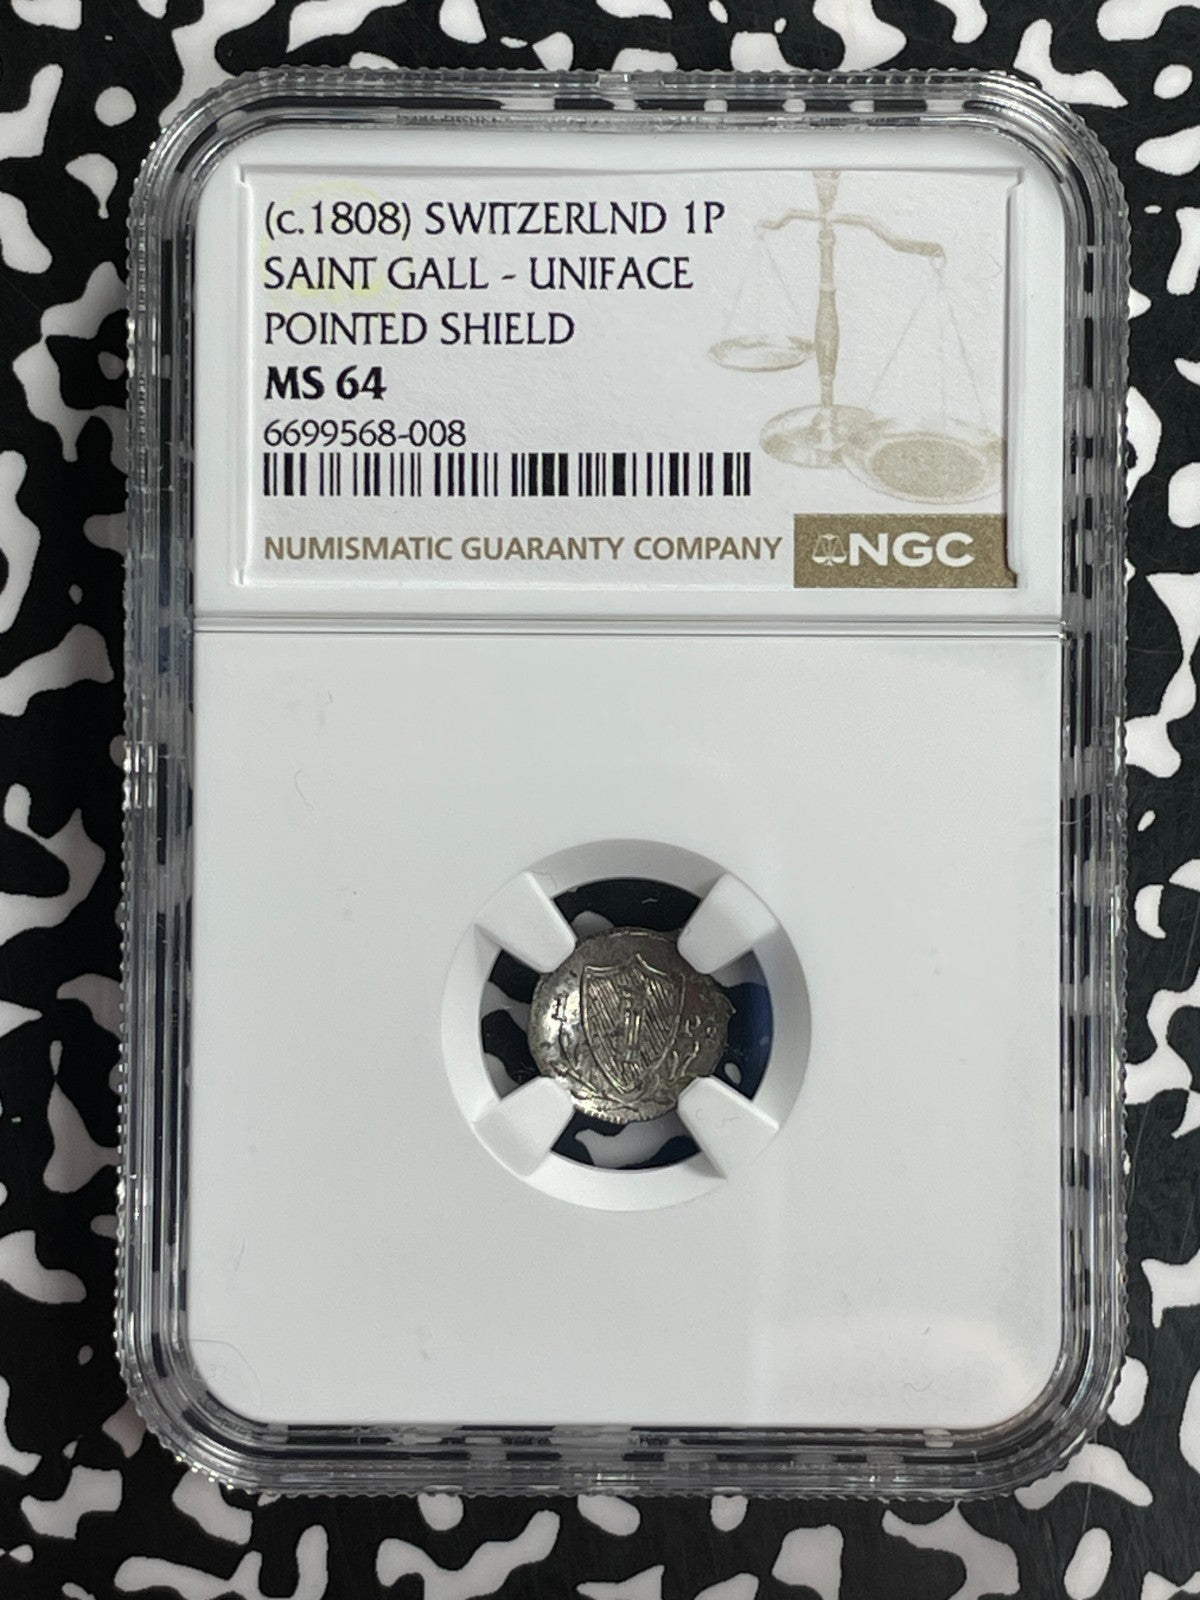 (c.1808) SWITZERLND 1P
SAINT GALL - UNIFACE
POINTED SHIELD
MS 64
6699568-008
NUMISMATIC GUARANTY COMPANY NGC